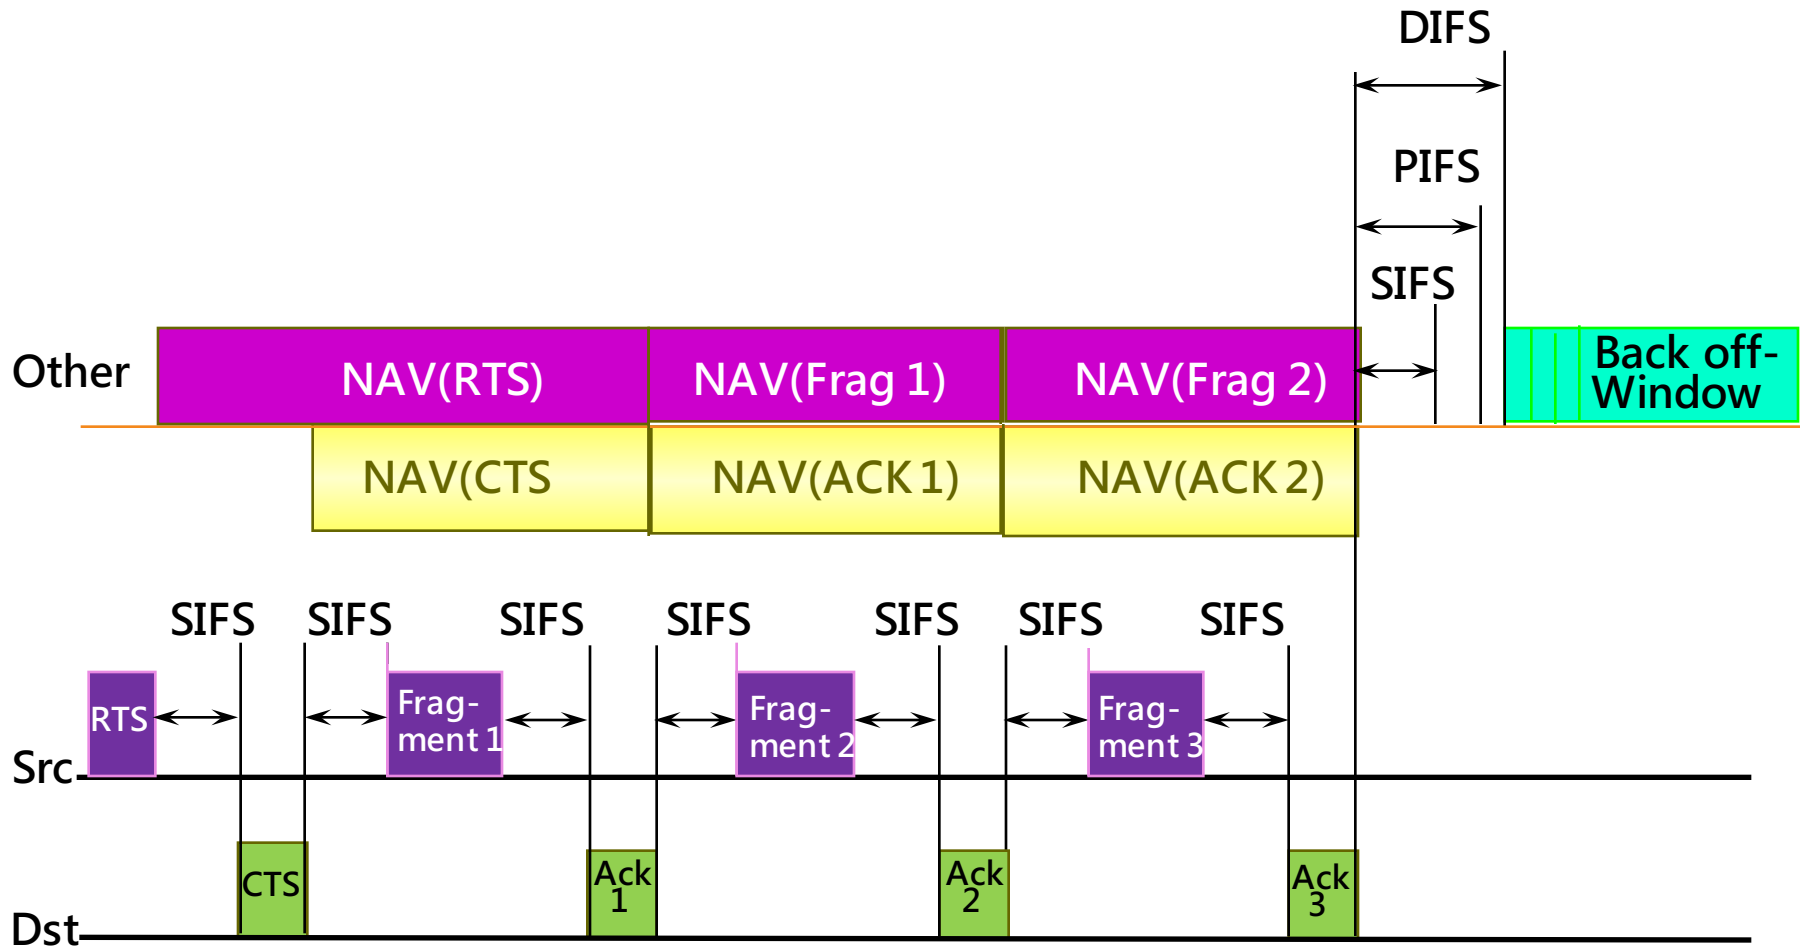 DIFS
PIFS
SIFS
Other
NAV(RTS)
NAV(Frag 1)
NAV(Frag 2)
Back off-
Window
NAV(CTS
NAV(ACK 1)
NAV(ACK 2)
SIFS
SIFS
SIFS
SIFS
SIFS
SIFS
SIFS
Src
RTS
Frag-
ment 1
Frag-
ment 2
Frag-
ment 3
Dst
CTS
Ack
1
Ack
2
Ack
3